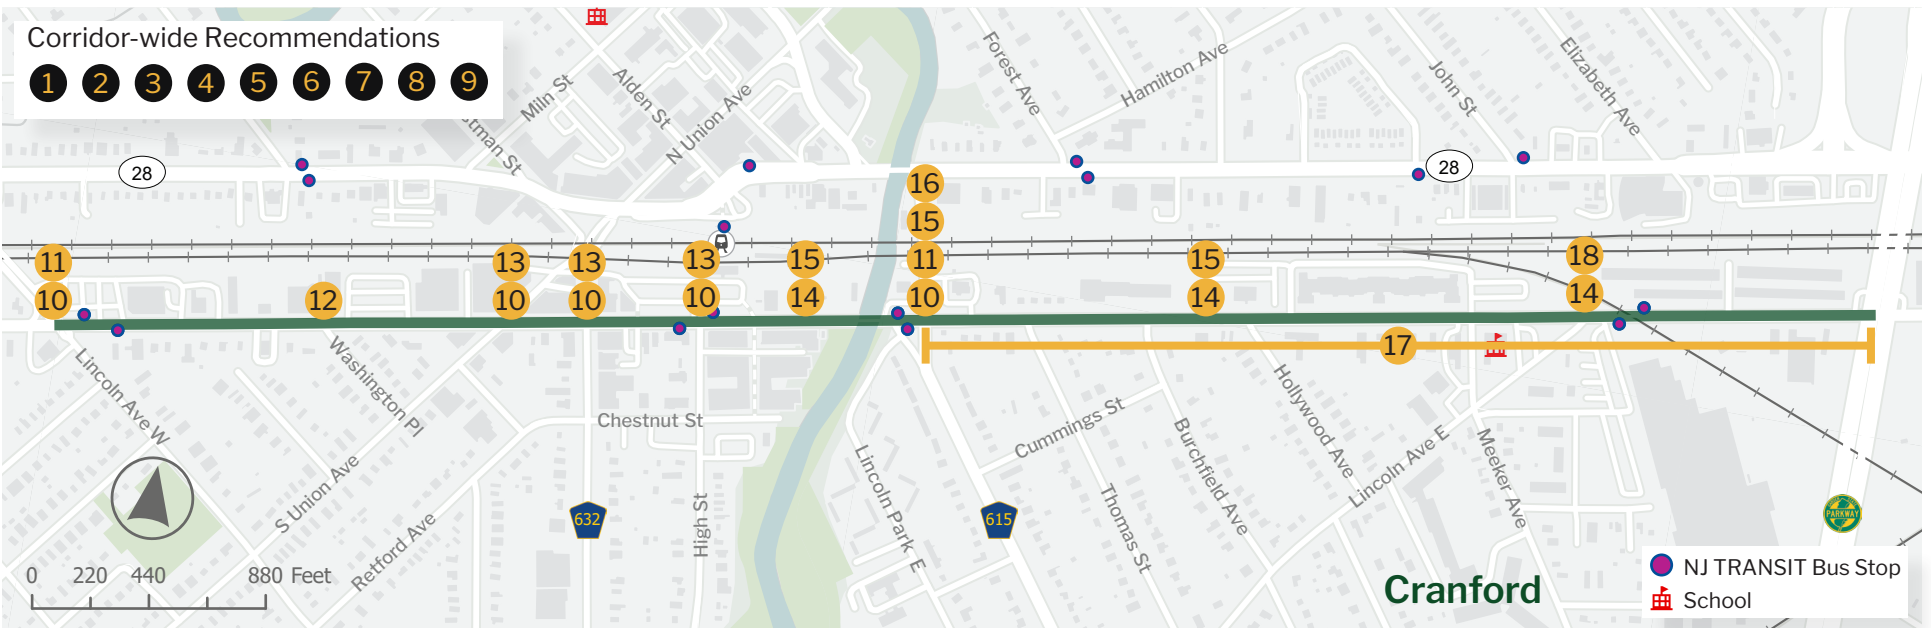 Corridor-wide Recommendations
1 2 3 4 5 6 7 8 9
Miln St
Alden St
N Union Ave
stman St
Forest Ave
Hamilton Ave
John St
Elizabeth Ave
28
28
16
15
11
10
11
10
12
13
10
13
10
13
10
15
14
15
14
18
14
17
Lincoln Ave W
Washington Pl
S Union Ave
Retford Ave
Chestnut St
High St
632
Lincoln Park E
615
Cummings St
Thomas St
Burchfield Ave
Hollywood Ave
Lincoln Ave E
Meeker Ave
PARKWAY
0 220 440 880 Feet
Cranford
NJ TRANSIT Bus Stop
School